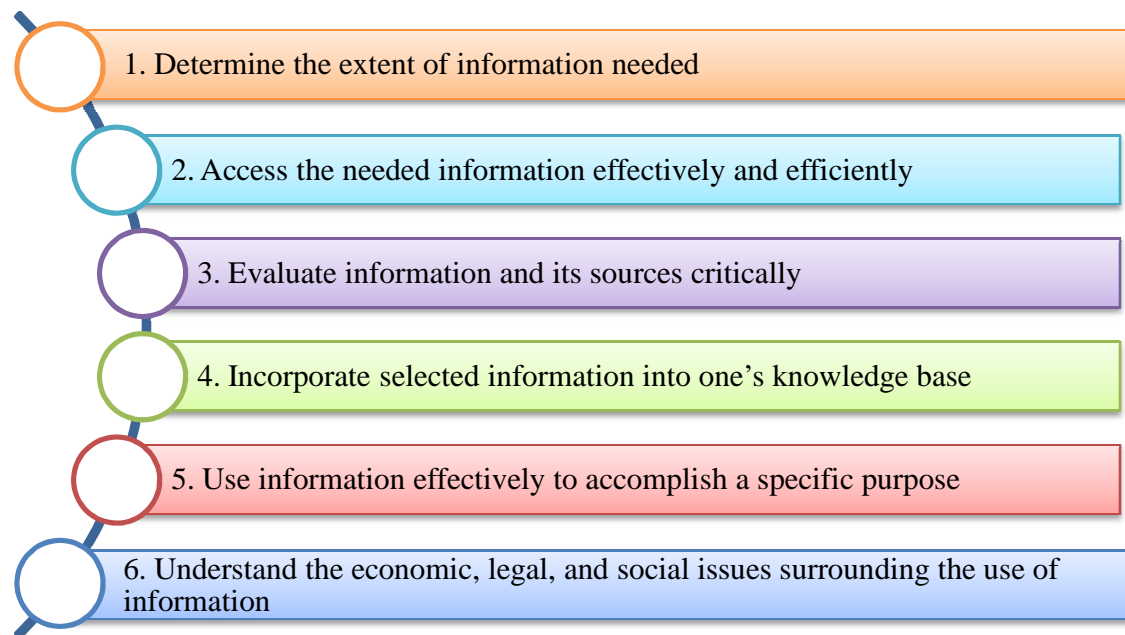 1. Determine the extent of information needed
2. Access the needed information effectively and efficiently
3. Evaluate information and its sources critically
4. Incorporate selected information into one’s knowledge base
5. Use information effectively to accomplish a specific purpose
6. Understand the economic, legal, and social issues surrounding the use of
information